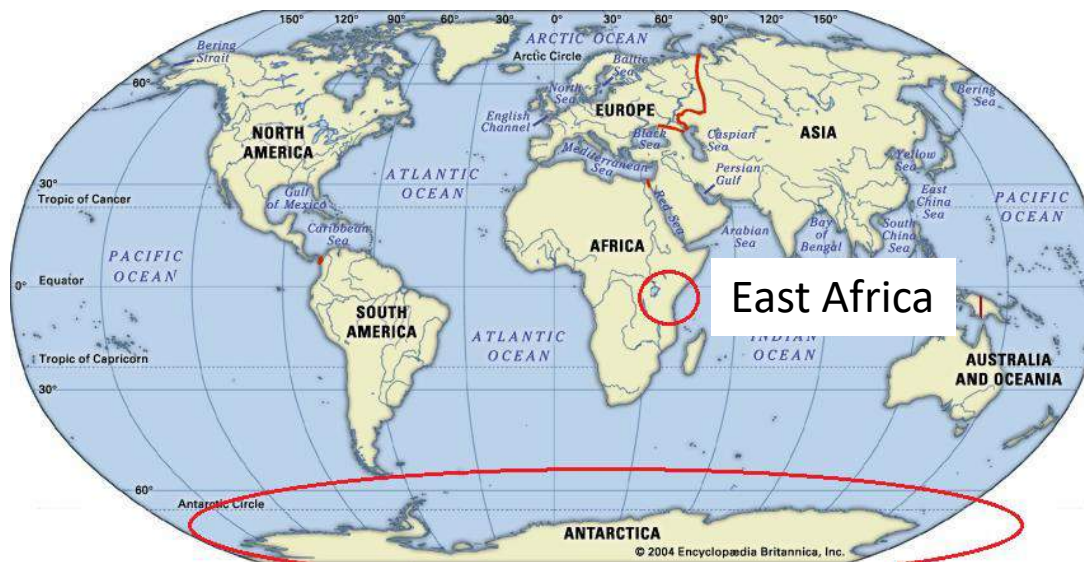 150° 120° 90° 60° 30° 0° 30° 60° 90° 120° 150°
ARCTIC OCEAN
Arctic Circle
Bering
Strait
60°
Baltic
Sea
North
Sea
EUROPE
English
Channel
Bering
Sea
NORTH
AMERICA
ASIA
Black
Sea
Caspian
Sea
Mediterranean
Sea
Yellow
Sea
Persian
Gulf
ATLANTIC
OCEAN
30°
Tropic of Cancer
Gulf
of Mexico
Red Sea
East
China
Sea
PACIFIC
OCEAN
Caribbean
Sea
AFRICA
Arabian
Sea
Bay
of
Bengal
South
China
Sea
PACIFIC
OCEAN
0°
Equator
East Africa
SOUTH
AMERICA
ATLANTIC
OCEAN
INDIAN
OCEAN
Tropic of Capricorn
AUSTRALIA
AND OCEANIA
30°
60°
Antarctic Circle
ANTARCTICA
© 2004 Encyclopædia Britannica, Inc.